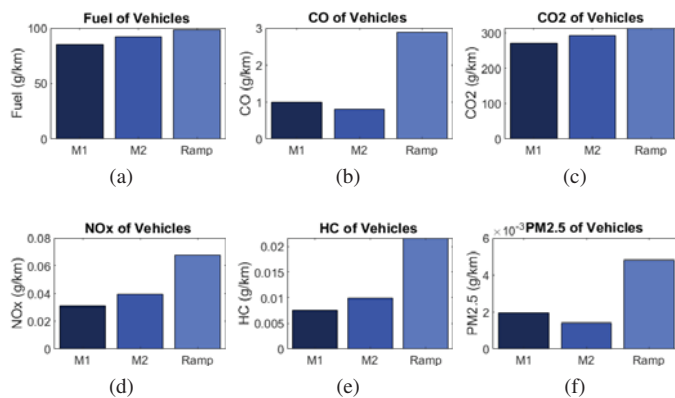 Fuel of Vehicles
100
50
0
Fuel (g/km)
M1 M2 Ramp
(a)
CO of Vehicles
3
2
1
0
CO (g/km)
M1 M2 Ramp
(b)
CO2 of Vehicles
300
200
100
0
CO2 (g/km)
M1 M2 Ramp
(c)
NOx of Vehicles
0.08
0.06
0.04
0.02
0
NOx (g/km)
M1 M2 Ramp
(d)
HC of Vehicles
0.02
0.015
0.01
0.005
0
HC (g/km)
M1 M2 Ramp
(e)
×10-3
PM2.5 of Vehicles
6
4
2
0
PM2.5 (g/km)
M1 M2 Ramp
(f)